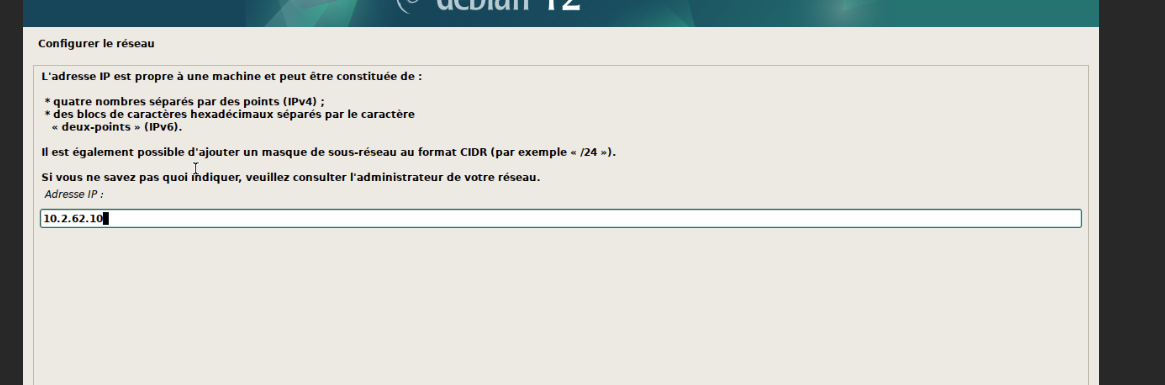 debian 12
Configurer le réseau
L'adresse IP est propre à une machine et peut être constituée de :
* quatre nombres séparés par des points (IPv4) ;
* des blocs de caractères hexadécimaux séparés par le caractère
« deux-points » (IPv6).
Il est également possible d'ajouter un masque de sous-réseau au format CIDR (par exemple « /24 »).
Si vous ne savez pas quoi indiquer, veuillez consulter l'administrateur de votre réseau.
Adresse IP :
10.2.62.10